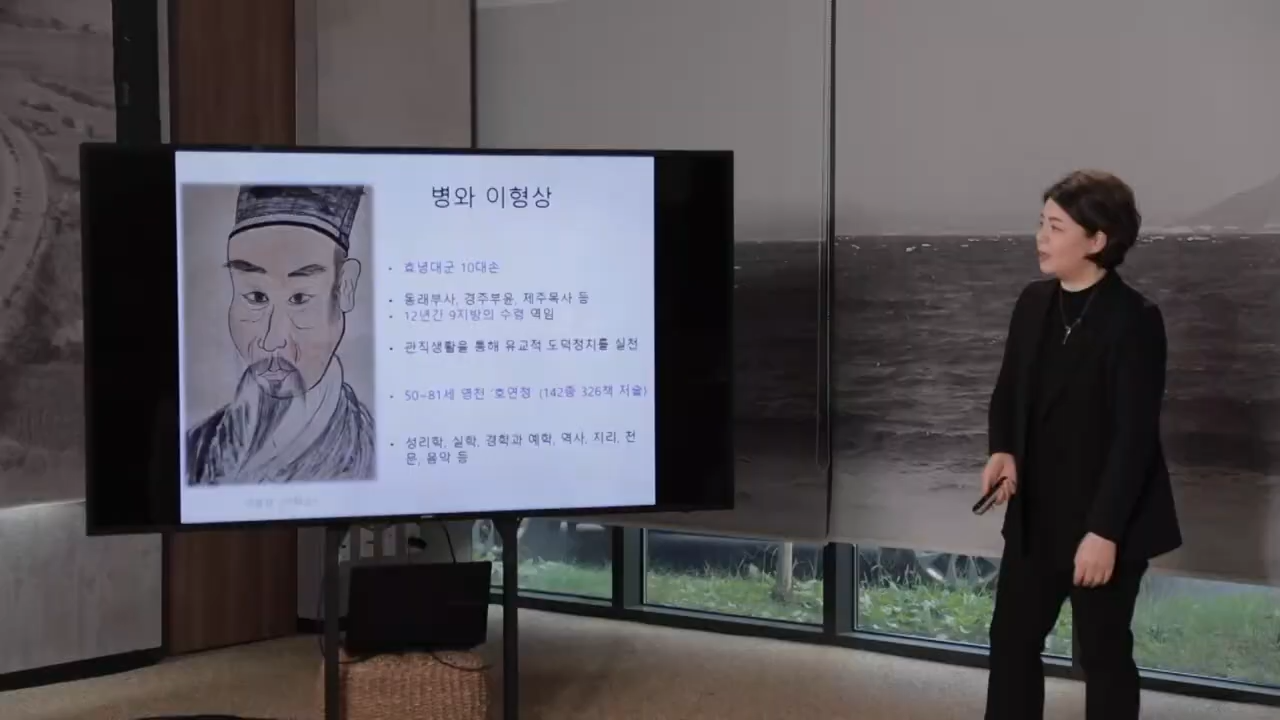 병와 이형상
• 효녕대군 10대손
• 동래부사, 경주부윤, 제주목사 등
• 12년간 9지방의 수령 역임
• 관직생활을 통해 유교적 도덕정치를 실천
• 50~81세 영천 '호연정' (142종 326책 저술)
• 성리학, 실학, 경학과 예학, 역사, 지리, 천
문, 음악 등